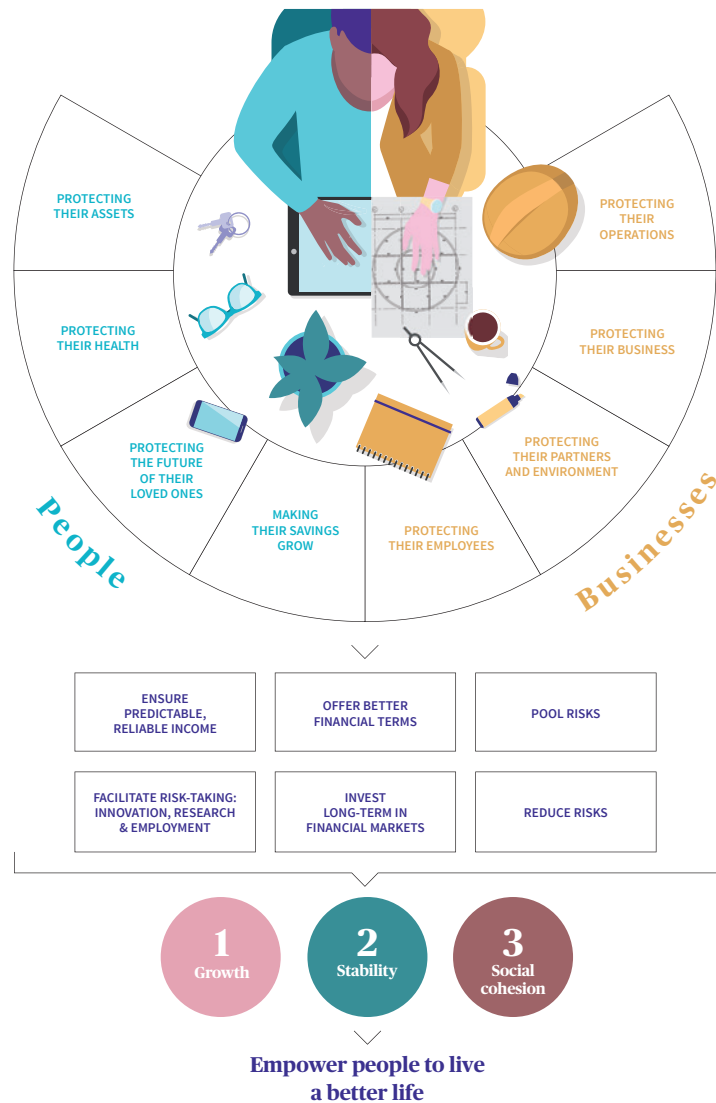 PROTECTING
THEIR ASSETS
PROTECTING
THEIR HEALTH
PROTECTING
THE FUTURE
OF THEIR
LOVED ONES
MAKING
THEIR SAVINGS
GROW
People
PROTECTING
THEIR
OPERATIONS
PROTECTING
THEIR BUSINESS
PROTECTING
THEIR PARTNERS
AND ENVIRONMENT
PROTECTING
THEIR EMPLOYEES
Businesses
ENSURE
PREDICTABLE,
RELIABLE INCOME
OFFER BETTER
FINANCIAL TERMS
POOL RISKS
FACILITATE RISK-TAKING:
INNOVATION, RESEARCH
& EMPLOYMENT
INVEST
LONG-TERM IN
FINANCIAL MARKETS
REDUCE RISKS
1
Growth
2
Stability
3
Social
cohesion
Empower people to live
a better life